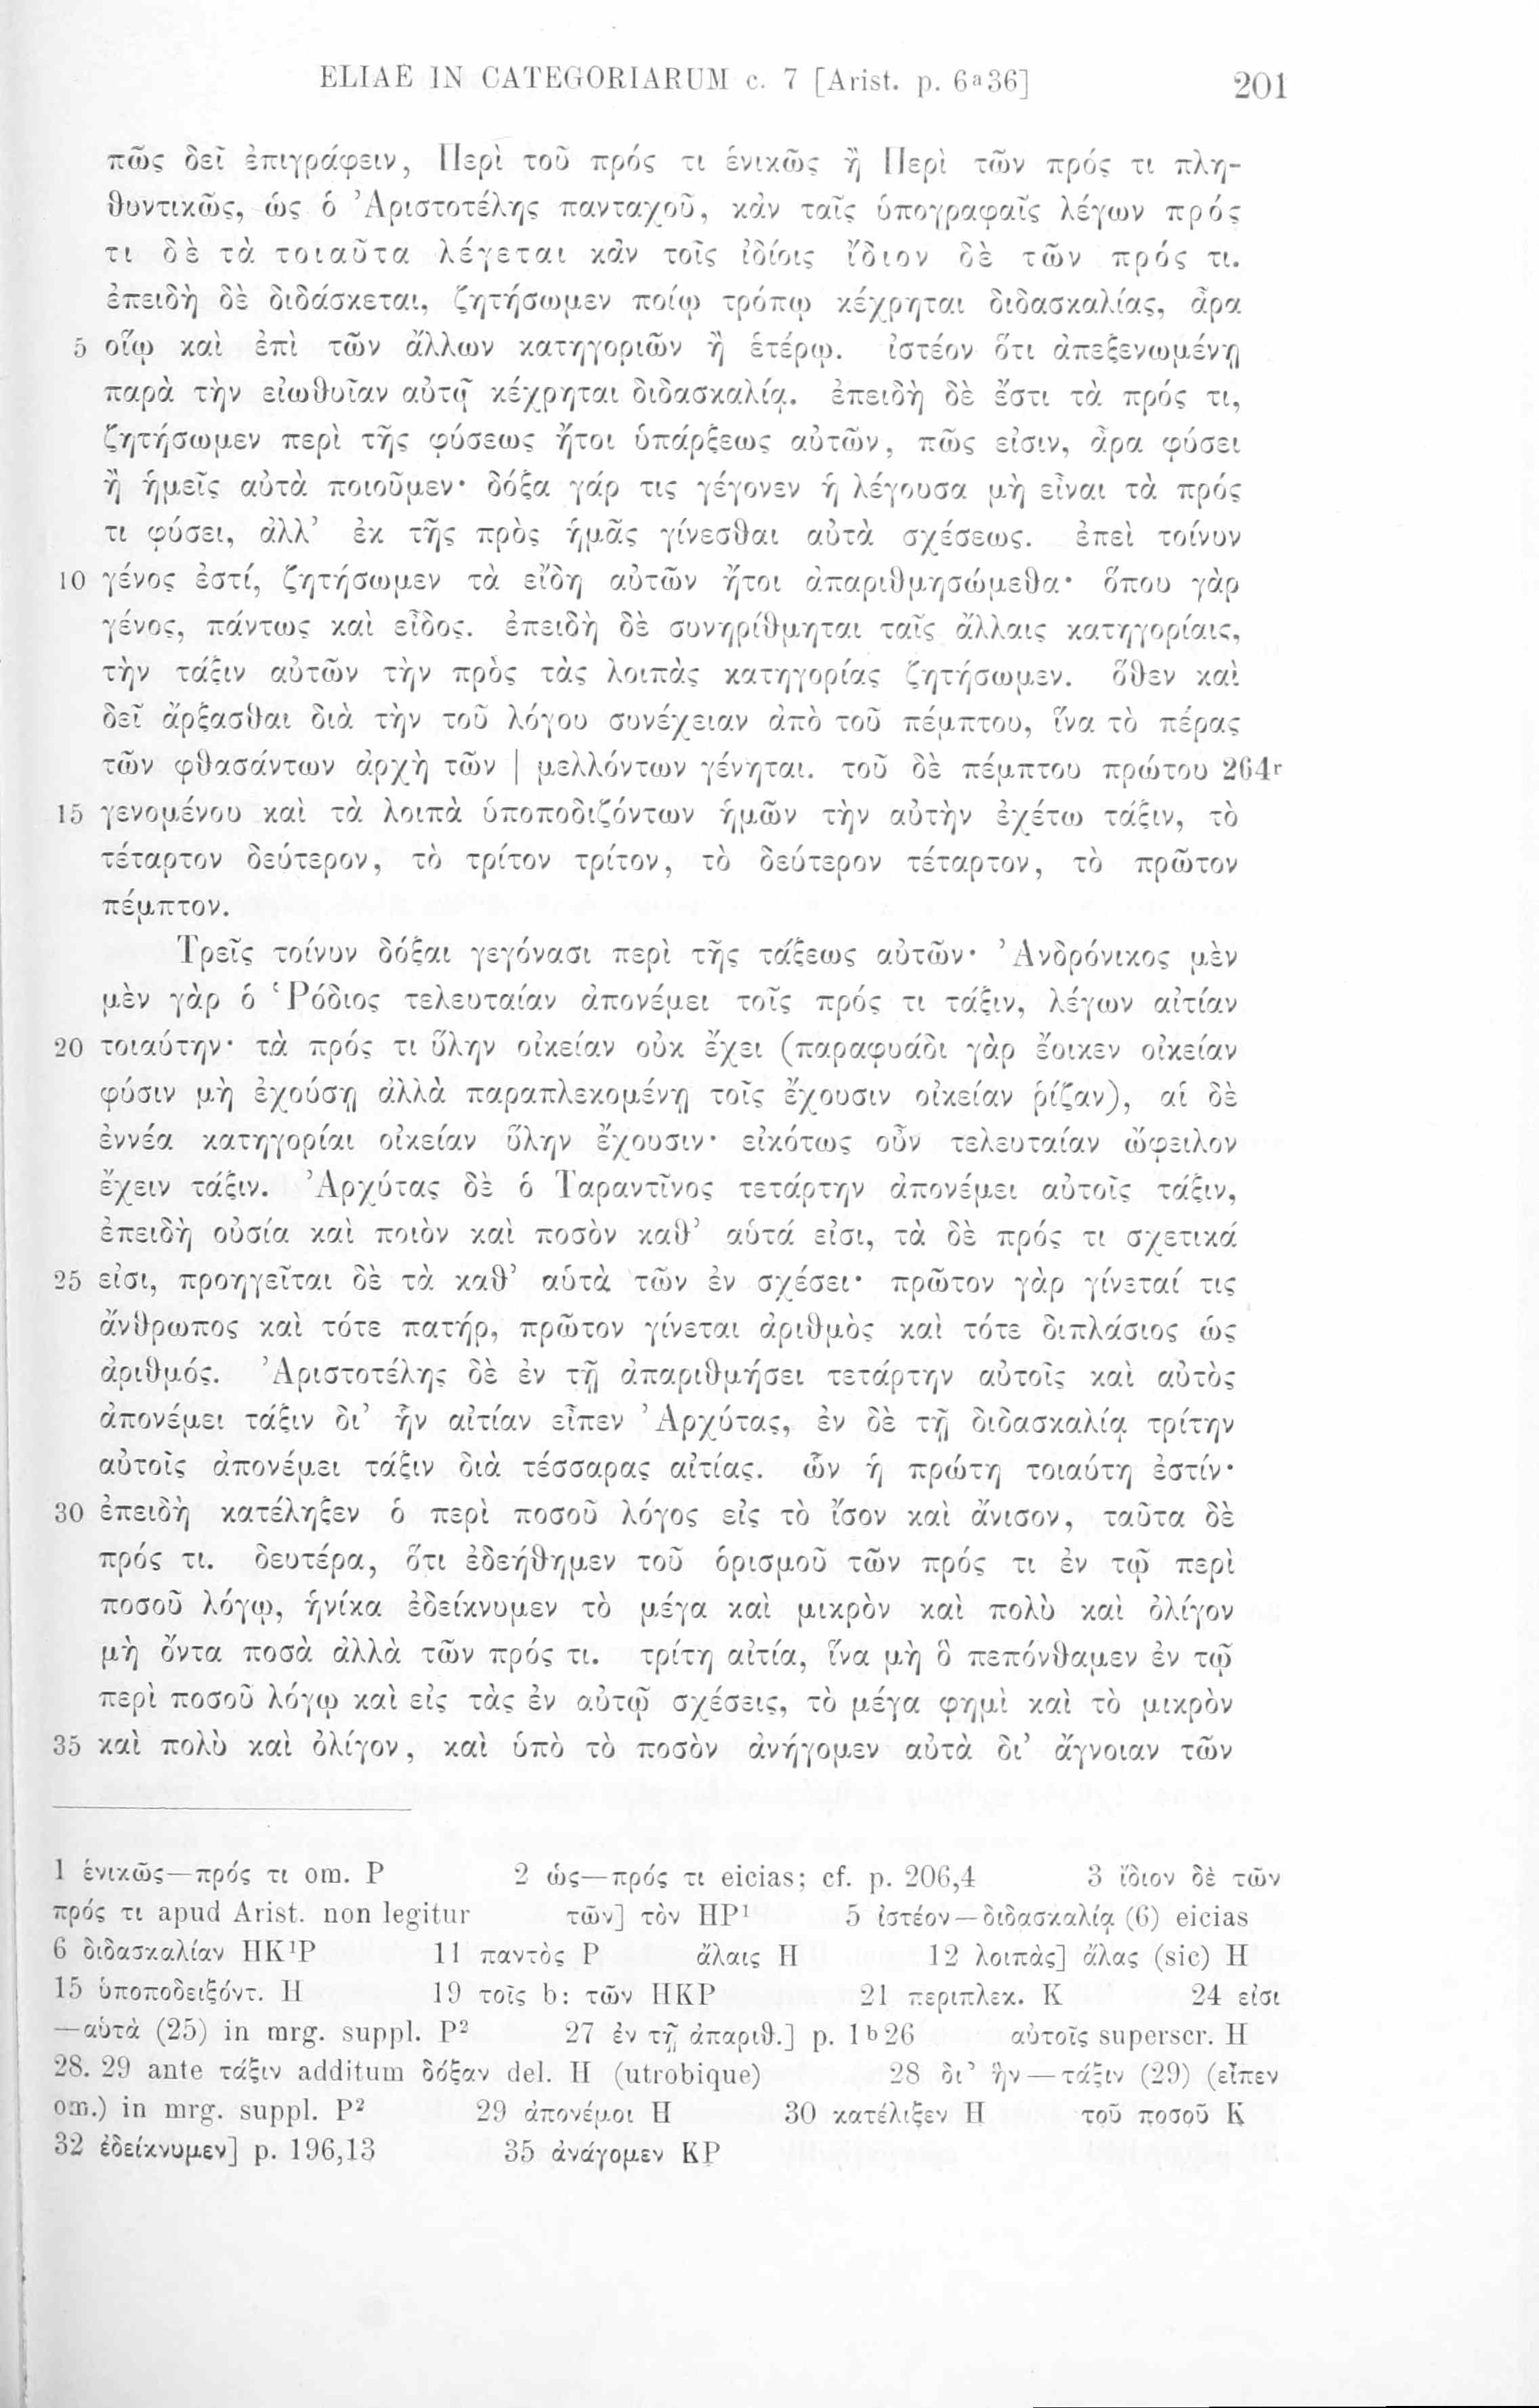 ELIAE IN CATEGORIARUM c. 7 [Arist. p. 6a36] 201
πῶς δεῖ ἐπιγράφειν, Περὶ τοῦ πρός τι ἑνικῶς ἢ Περὶ τῶν πρός τι πλη-
θυντικῶς, ὡς ὁ Ἀριστοτέλης πανταχοῦ, κἀν ταῖς ὑπογραφαῖς λέγων πρός
τι δὲ τὰ τοιαῦτα λέγεται κἀν τοῖς ἰδίοις ἴδιον δὲ τῶν πρός τι.
ἐπειδὴ δὲ διδάσκεται, ζητήσωμεν ποίῳ τρόπῳ κέχρηται διδασκαλίας, ἆρα
5 οἵῳ καὶ ἐπὶ τῶν ἄλλων κατηγοριῶν ἢ ἑτέρῳ. ἰστέον ὅτι ἀπεξενωμένῃ
παρὰ τὴν εἰωθυῖαν αὐτῷ κέχρηται διδασκαλίᾳ. ἐπειδὴ δὲ ἔστι τὰ πρός τι,
ζητήσωμεν περὶ τῆς φύσεως ἤτοι ὑπάρξεως αὐτῶν, πῶς εἰσιν, ἆρα φύσει
ἢ ἡμεῖς αὐτὰ ποιοῦμεν· δόξα γάρ τις γέγονεν ἡ λέγουσα μὴ εἶναι τὰ πρός
τι φύσει, ἀλλ’ ἐκ τῆς πρὸς ἡμᾶς γίνεσθαι αὐτὰ σχέσεως. ἐπεὶ τοίνυν
10 γένος ἐστί, ζητήσωμεν τὰ εἴδη αὐτῶν ἤτοι ἀπαριθμησώμεθα· ὅπου γὰρ
γένος, πάντως καὶ εἶδος. ἐπειδὴ δὲ συνηρίθμηται ταῖς ἄλλαις κατηγορίαις,
τὴν τάξιν αὐτῶν τὴν πρὸς τὰς λοιπὰς κατηγορίας ζητήσωμεν. ὅθεν καὶ
δεῖ ἄρξασθαι διὰ τὴν τοῦ λόγου συνέχειαν ἀπὸ τοῦ πέμπτου, ἵνα τὸ πέρας
τῶν φθασάντων ἀρχὴ τῶν | μελλόντων γένηται. τοῦ δὲ πέμπτου πρώτου 264r
15 γενομένου καὶ τὰ λοιπὰ ὑποποδιζόντων ἡμῶν τὴν αὐτὴν ἐχέτω τάξιν, τὸ
τέταρτον δεύτερον, τὸ τρίτον τρίτον, τὸ δεύτερον τέταρτον, τὸ πρῶτον
πέμπτον.
Τρεῖς τοίνυν δόξαι γεγόνασι περὶ τῆς τάξεως αὐτῶν· Ἀνδρόνικος μὲν
μὲν γὰρ ὁ Ῥόδιος τελευταίαν ἀπονέμει τοῖς πρός τι τάξιν, λέγων αἰτίαν
20 τοιαύτην· τὰ πρός τι ὕλην οἰκείαν οὐκ ἔχει (παραφυάδι γὰρ ἔοικεν οἰκείαν
φύσιν μὴ ἐχούσῃ ἀλλὰ παραπλεκομένῃ τοῖς ἔχουσιν οἰκείαν ῥίζαν), αἱ δὲ
ἐννέα κατηγορίαι οἰκείαν ὕλην ἔχουσιν· εἰκότως οὖν τελευταίαν ὤφειλον
ἔχειν τάξιν. Ἀρχύτας δὲ ὁ Ταραντῖνος τετάρτην ἀπονέμει αὐτοῖς τάξιν,
ἐπειδὴ οὐσία καὶ ποιὸν καὶ ποσὸν καθ’ αὑτά εἰσι, τὰ δὲ πρός τι σχετικά
25 εἰσι, προηγεῖται δὲ τὰ καθ’ αὑτὰ τῶν ἐν σχέσει· πρῶτον γὰρ γίνεταί τις
ἄνθρωπος καὶ τότε πατήρ, πρῶτον γίνεται ἀριθμὸς καὶ τότε διπλάσιος ὡς
ἀριθμός. Ἀριστοτέλης δὲ ἐν τῇ ἀπαριθμήσει τετάρτην αὐτοῖς καὶ αὐτὸς
ἀπονέμει τάξιν δι’ ἣν αἰτίαν εἶπεν Ἀρχύτας, ἐν δὲ τῇ διδασκαλίᾳ τρίτην
αὐτοῖς ἀπονέμει τάξιν διὰ τέσσαρας αἰτίας. ὧν ἡ πρώτη τοιαύτη ἐστίν·
30 ἐπειδὴ κατέληξεν ὁ περὶ ποσοῦ λόγος εἰς τὸ ἴσον καὶ ἄνισον, ταῦτα δὲ
πρός τι. δευτέρα, ὅτι ἐδεήθημεν τοῦ ὁρισμοῦ τῶν πρός τι ἐν τῷ περὶ
ποσοῦ λόγῳ, ἡνίκα ἐδείκνυμεν τὸ μέγα καὶ μικρὸν καὶ πολὺ καὶ ὀλίγον
μὴ ὄντα ποσὰ ἀλλὰ τῶν πρός τι. τρίτη αἰτία, ἵνα μὴ ὃ πεπόνθαμεν ἐν τῷ
περὶ ποσοῦ λόγῳ καὶ εἰς τὰς ἐν αὐτῷ σχέσεις, τὸ μέγα φημὶ καὶ τὸ μικρὸν
35 καὶ πολὺ καὶ ὀλίγον, καὶ ὑπὸ τὸ ποσὸν ἀνήγομεν αὐτὰ δι’ ἄγνοιαν τῶν
1 ἑνικῶς—πρός τι om. P 2 ὡς—πρός τι eicias; cf. p. 206,4 3 ἴδιον δὲ τῶν
πρός τι apud Arist. non legitur τῶν] τὸν HP¹ 5 ἰστέον—διδασκαλίᾳ (6) eicias
6 διδασκαλίαν HK¹P 11 παντὸς P ἄλαις H 12 λοιπὰς] ἄλας (sic) H
15 ὑποποδειξόντ. H 19 τοῖς b: τῶν HKP 21 περιπλεκ. K 24 εἰσι
—αὑτὰ (25) in mrg. suppl. P² 27 ἐν τῇ ἀπαριθ.] p. 1b26 αὐτοῖς superscr. H
28. 29 ante τάξιν additum δόξαν del. H (utrobique) 28 δι’ ἣν—τάξιν (29) (εἶπεν
om.) in mrg. suppl. P² 29 ἀπονέμοι H 30 κατέλιξεν H τοῦ ποσοῦ K
32 ἐδείκνυμεν] p. 196,13 35 ἀνάγομεν KP